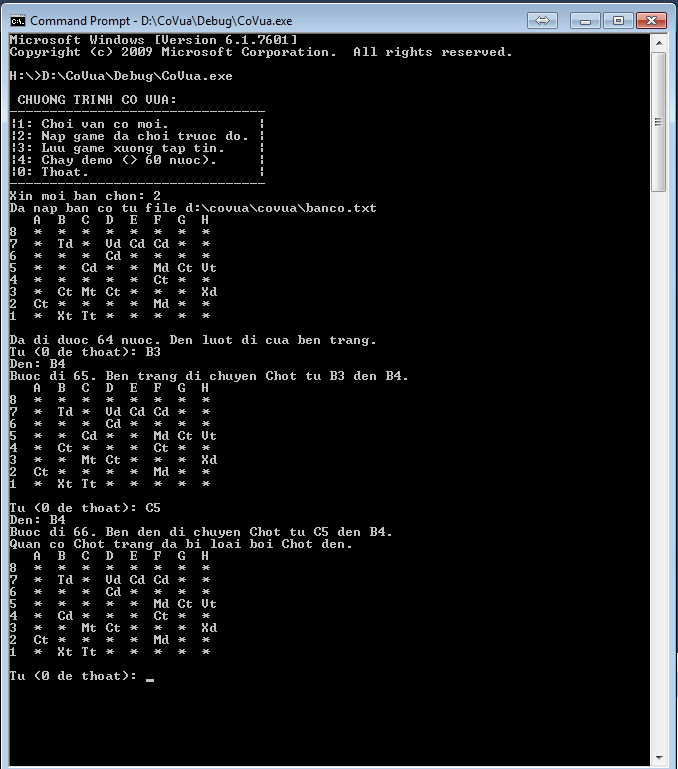 Command Prompt - D:\CoVua\Debug\CoVua.exe
Microsoft Windows [Version 6.1.7601]
Copyright (c) 2009 Microsoft Corporation.  All rights reserved.
H:\>D:\CoVua\Debug\CoVua.exe
CHUONG TRINH CO VUA:
--------------------------------
|1: Choi van co moi.            |
|2: Nap game da choi truoc do. |
|3: Luu game xuong tap tin.    |
|4: Chay demo (> 60 nuoc).     |
|0: Thoat.                     |
--------------------------------
Xin moi ban chon: 2
Da nap ban co tu file d:\covua\covua\banco.txt
   A  B  C  D  E  F  G  H
8  *  *  *  *  *  *  *  *
7  *  Td *  Vd Cd Cd *  *
6  *  *  *  Cd *  *  *  *
5  *  *  Cd *  *  Md Ct Vt
4  *  *  *  *  *  Ct *  *
3  *  Ct Mt Ct *  *  *  Xd
2  Ct *  *  *  *  Md *  *
1  *  Xt Tt *  *  *  *  *
Da di duoc 64 nuoc. Den luot di cua ben trang.
Tu (0 de thoat): B3
Den: B4
Buoc di 65. Ben trang di chuyen Chot tu B3 den B4.
   A  B  C  D  E  F  G  H
8  *  *  *  *  *  *  *  *
7  *  Td *  Vd Cd Cd *  *
6  *  *  *  Cd *  *  *  *
5  *  *  Cd *  *  Md Ct Vt
4  *  Ct *  *  *  Ct *  *
3  *  *  Mt Ct *  *  *  Xd
2  Ct *  *  *  *  Md *  *
1  *  Xt Tt *  *  *  *  *
Tu (0 de thoat): C5
Den: B4
Buoc di 66. Ben den di chuyen Chot tu C5 den B4.
Quan co Chot trang da bi loai boi Chot den.
   A  B  C  D  E  F  G  H
8  *  *  *  *  *  *  *  *
7  *  Td *  Vd Cd Cd *  *
6  *  *  *  Cd *  *  *  *
5  *  *  *  *  *  Md Ct Vt
4  *  Cd *  *  *  Ct *  *
3  *  *  Mt Ct *  *  *  Xd
2  Ct *  *  *  *  Md *  *
1  *  Xt Tt *  *  *  *  *
Tu (0 de thoat): _